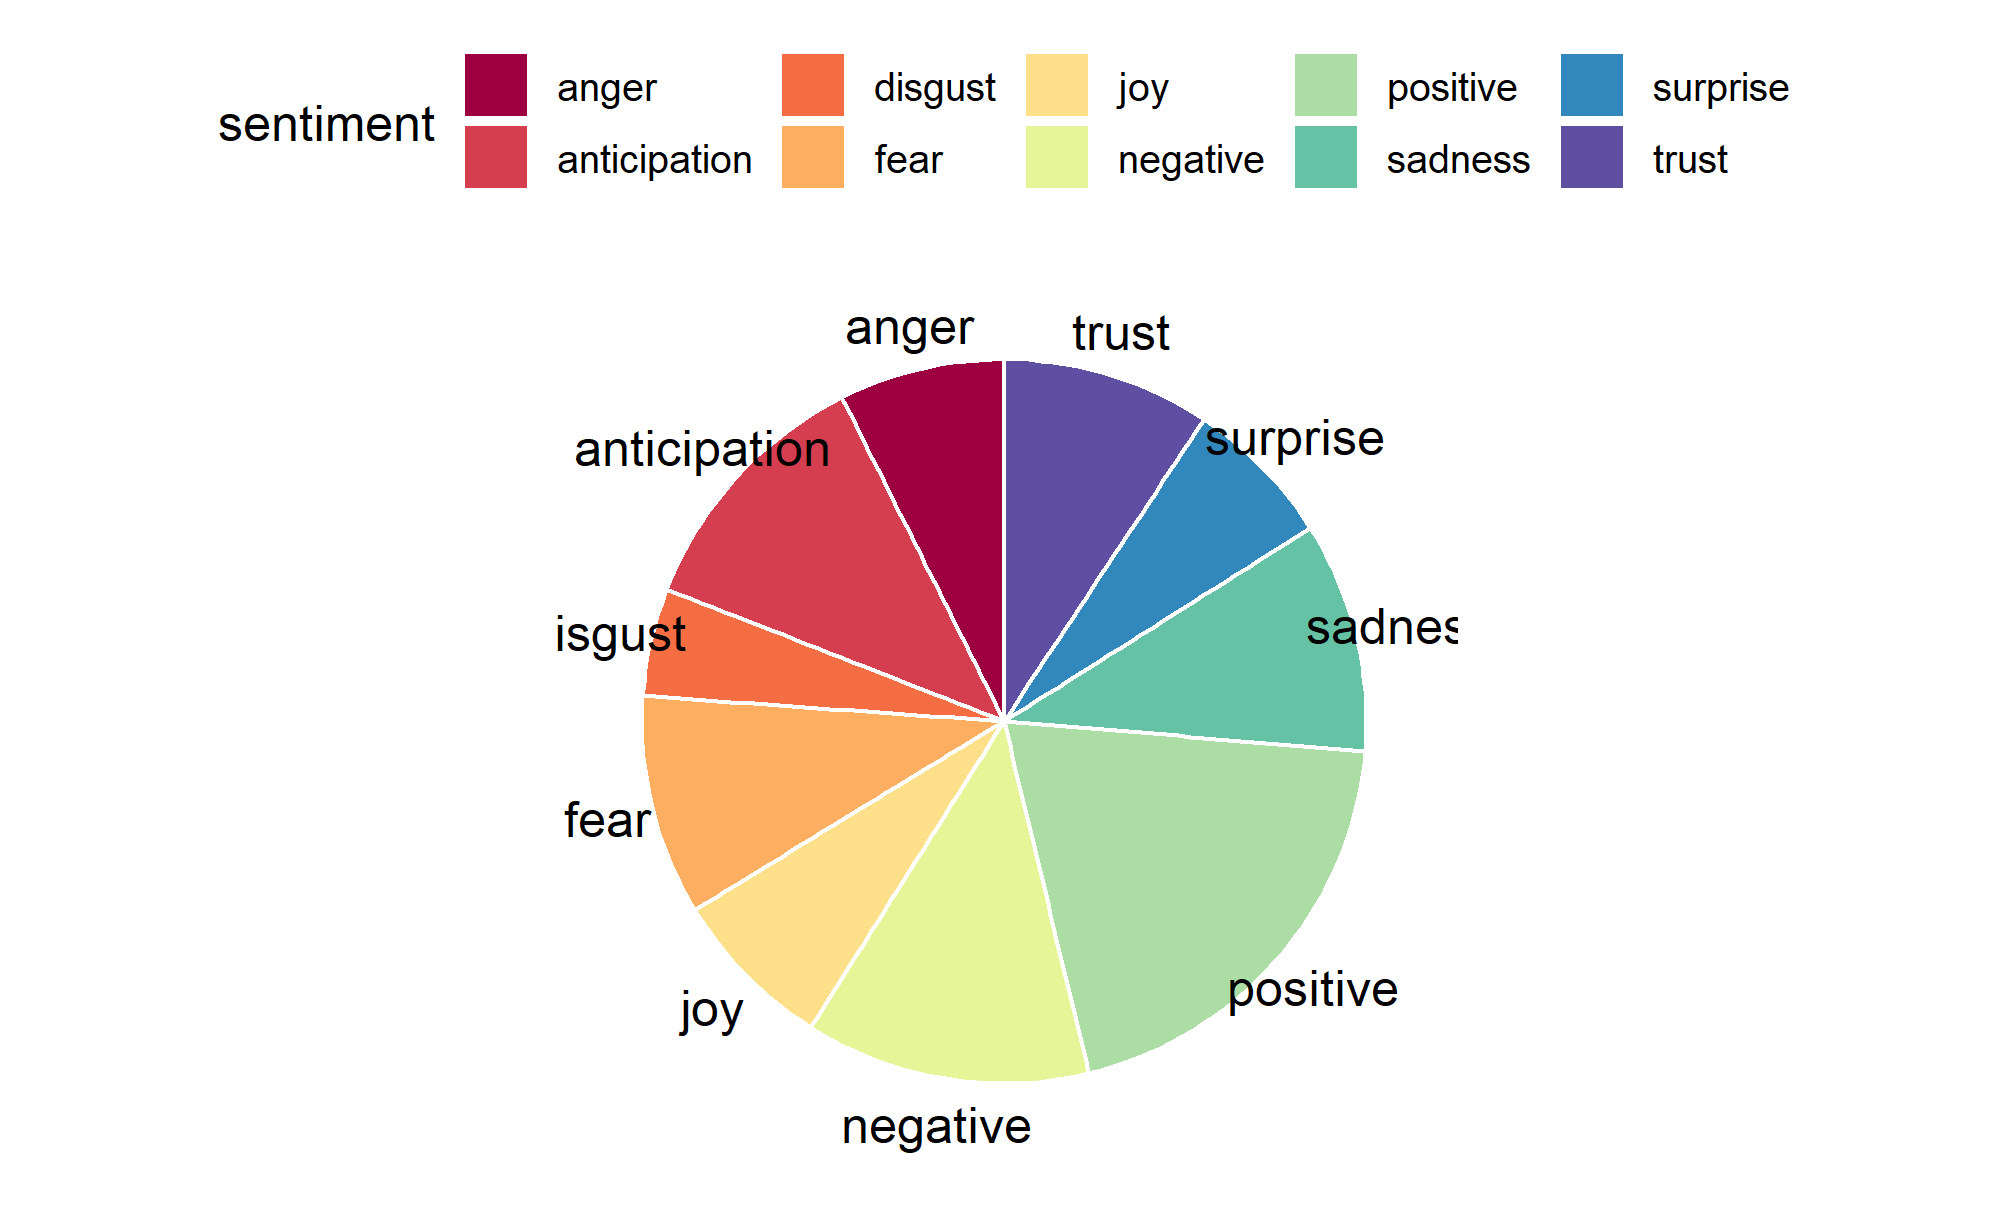 sentiment
anger
disgust
joy
positive
surprise
anticipation
fear
negative
sadness
trust
anger
trust
anticipation
surprise
isgust
sadnes
fear
positive
joy
negative